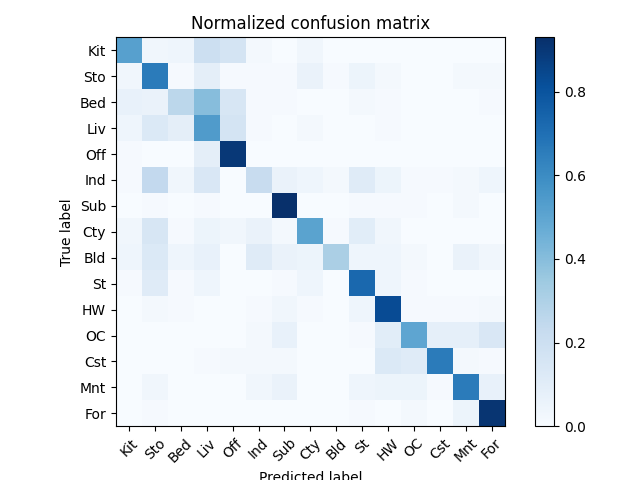 Normalized confusion matrix
True label
Kit
Sto
Bed
Liv
Off
Ind
Sub
Cty
Bld
St
HW
OC
Cst
Mnt
For
Kit Sto Bed Liv Off Ind Sub Cty Bld St HW OC Cst Mnt For
Predicted label
0.8
0.6
0.4
0.2
0.0